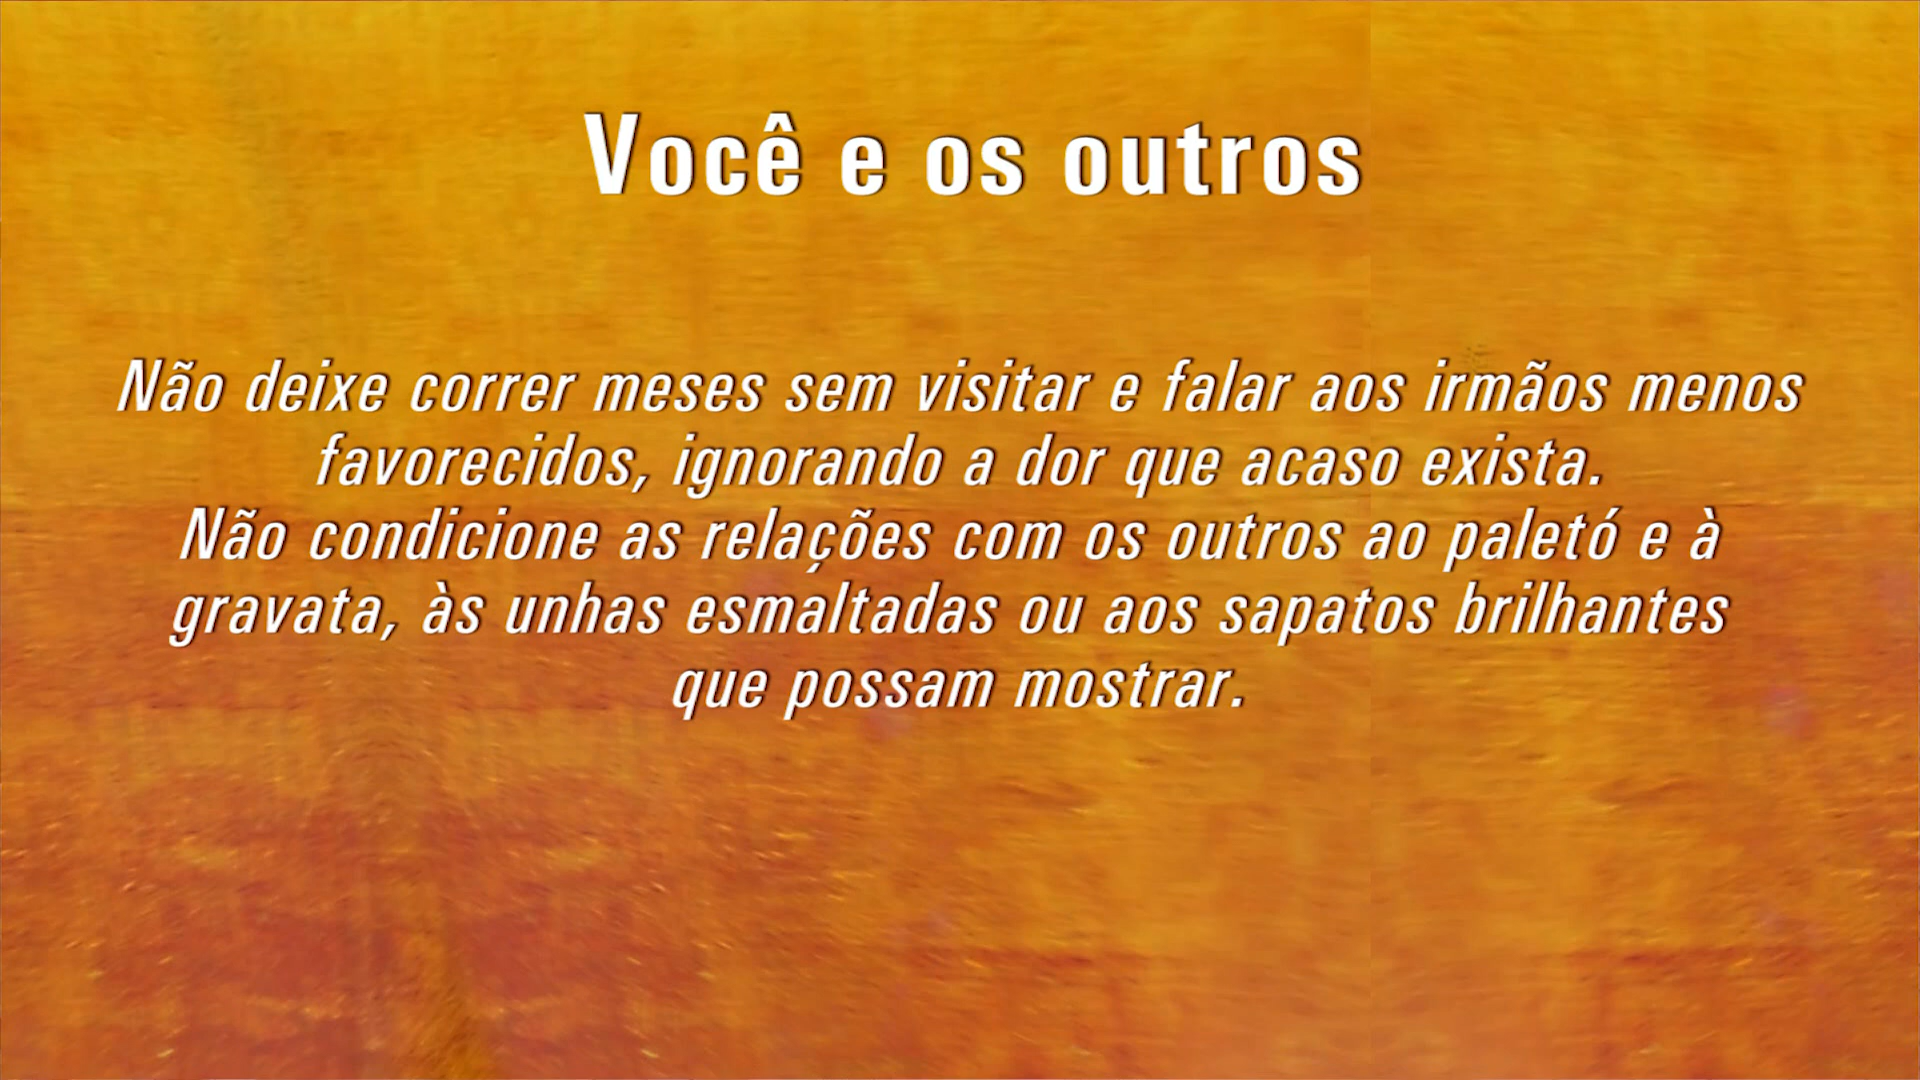 Você e os outros
Não deixe correr meses sem visitar e falar aos irmãos menos
favorecidos, ignorando a dor que acaso exista.
Não condicione as relações com os outros ao paletó e à
gravata, às unhas esmaltadas ou aos sapatos brilhantes
que possam mostrar.